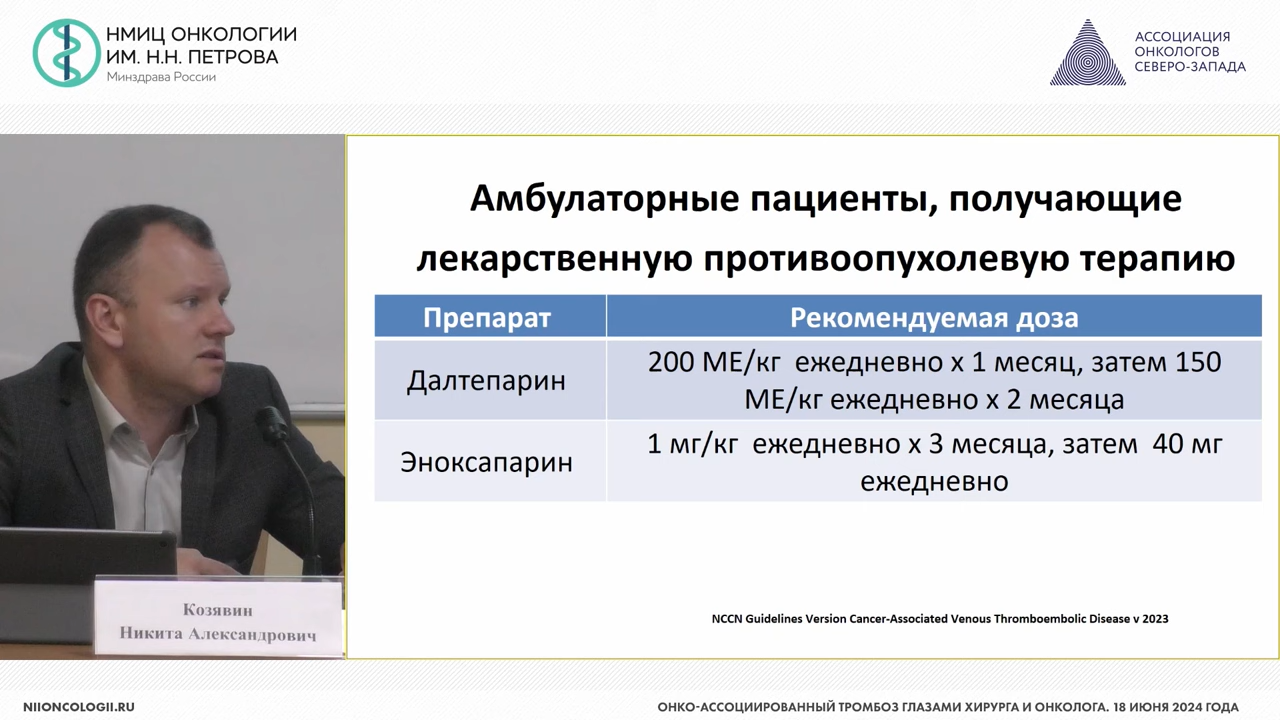 НМИЦ ОНКОЛОГИИ
ИМ. Н.Н. ПЕТРОВА
Минздрава России
АССОЦИАЦИЯ
ОНКОЛОГОВ
СЕВЕРО-ЗАПАДА
Амбулаторные пациенты, получающие
лекарственную противоопухолевую терапию
Препарат
Рекомендуемая доза
Далтепарин
200 МЕ/кг ежедневно х 1 месяц, затем 150
МЕ/кг ежедневно х 2 месяца
Эноксапарин
1 мг/кг ежедневно х 3 месяца, затем 40 мг
ежедневно
NCCN Guidelines Version Cancer-Associated Venous Thromboembolic Disease v 2023
Козявин
Никита Александрович
NIIONCOLOGII.RU
ОНКО-АССОЦИИРОВАННЫЙ ТРОМБОЗ ГЛАЗАМИ ХИРУРГА И ОНКОЛОГА. 18 ИЮНЯ 2024 ГОДА